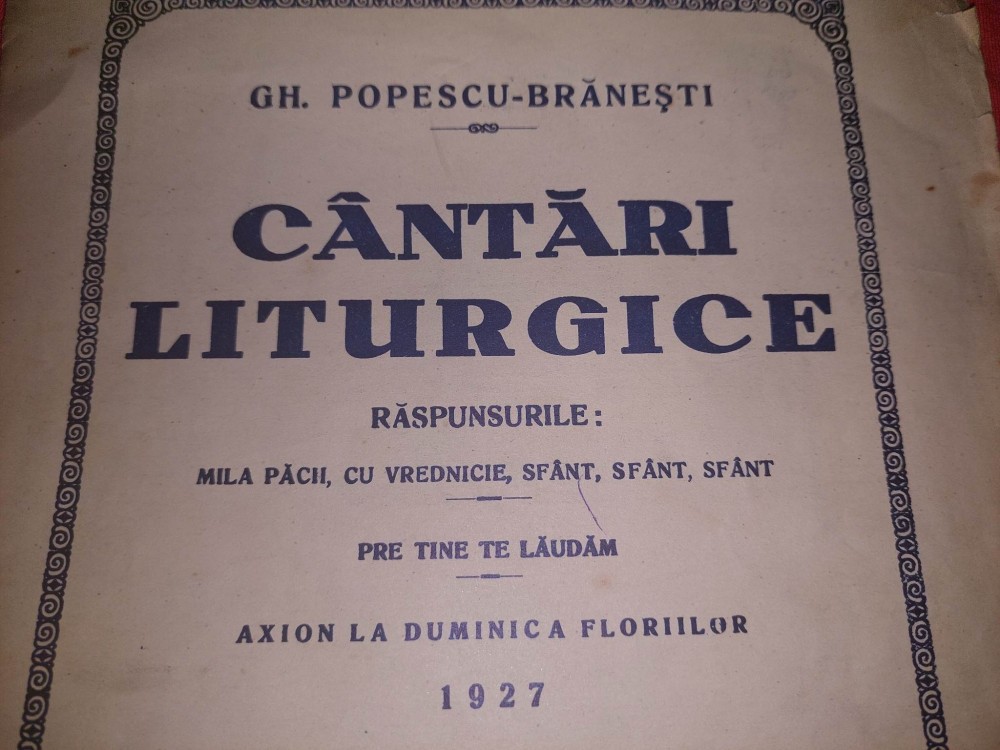 GH. POPESCU-BRĂNEŞTI
CÂNTĂRI
LITURGICE
RĂSPUNSURILE:
MILA PĂCII, CU VREDNICIE, SFÂNT, SFÂNT, SFÂNT
PRE TINE TE LĂUDĂM
AXION LA DUMINICA FLORIILOR
1927